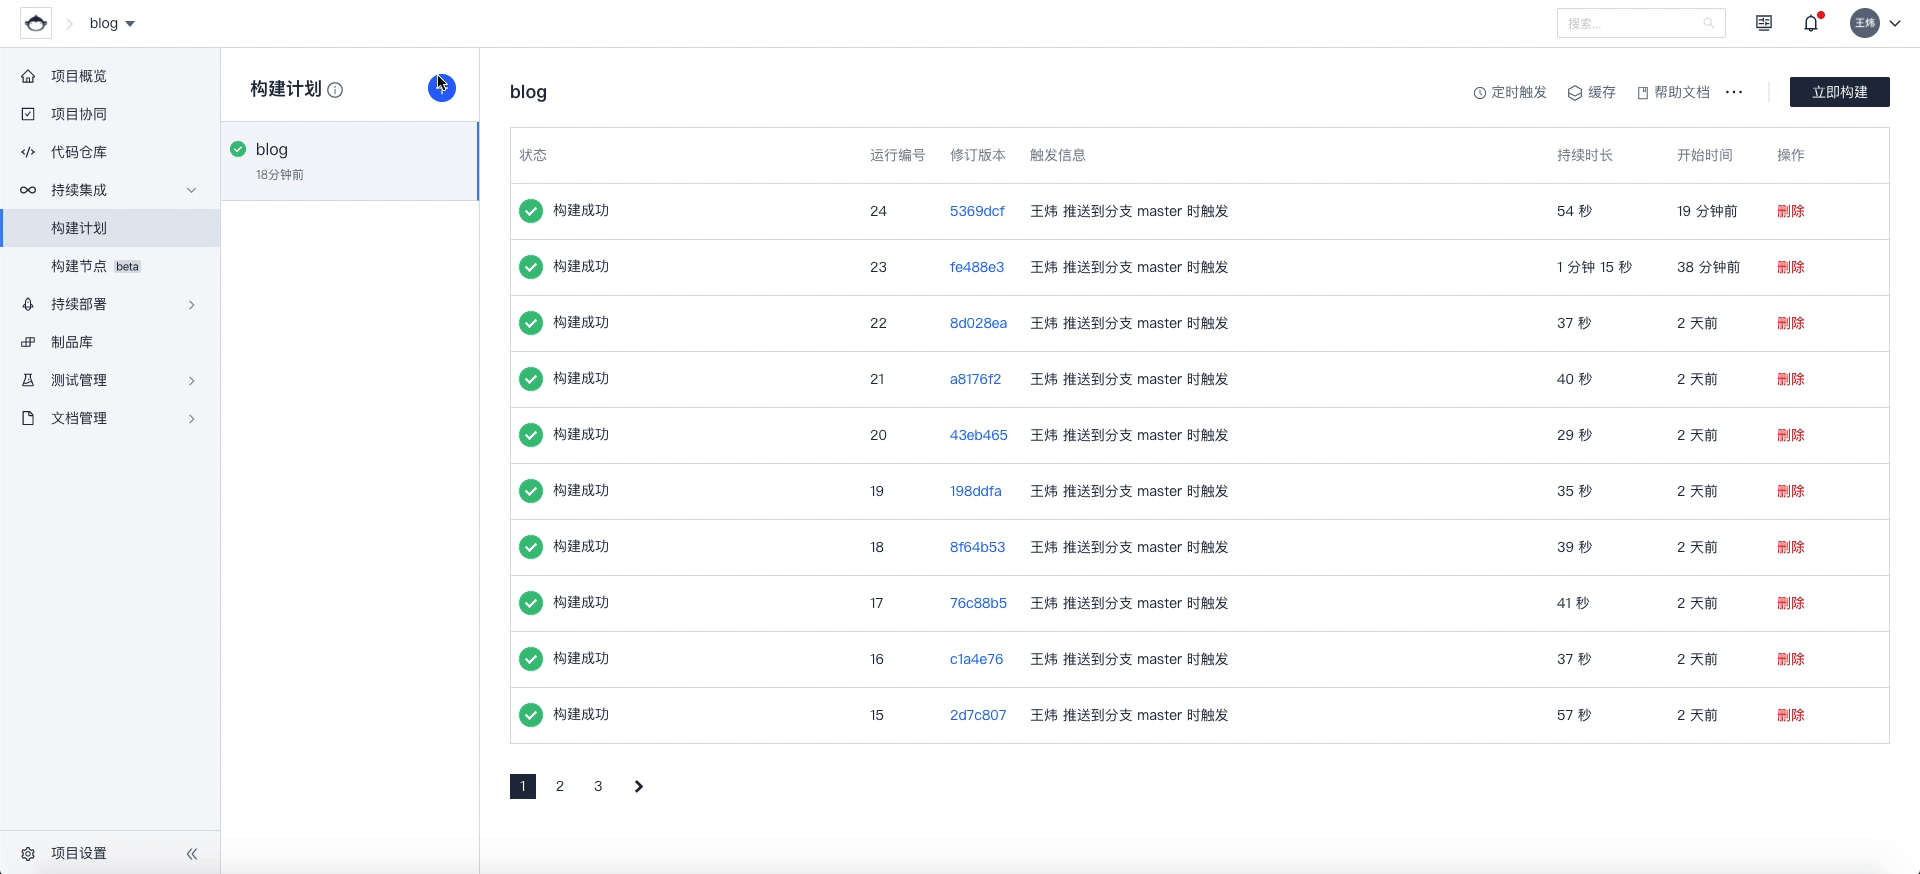 blog
搜索...
王炜
项目概览
项目协同
代码仓库
持续集成
构建计划
构建节点 beta
持续部署
制品库
测试管理
文档管理
项目设置
构建计划
blog
18分钟前
blog
定时触发 缓存 帮助文档 ... 立即构建
状态 运行编号 修订版本 触发信息 持续时长 开始时间 操作
构建成功 24 5369dcf 王炜 推送到分支 master 时触发 54 秒 19 分钟前 删除
构建成功 23 fe488e3 王炜 推送到分支 master 时触发 1 分钟 15 秒 38 分钟前 删除
构建成功 22 8d028ea 王炜 推送到分支 master 时触发 37 秒 2 天前 删除
构建成功 21 a8176f2 王炜 推送到分支 master 时触发 40 秒 2 天前 删除
构建成功 20 43eb465 王炜 推送到分支 master 时触发 29 秒 2 天前 删除
构建成功 19 198ddfa 王炜 推送到分支 master 时触发 35 秒 2 天前 删除
构建成功 18 8f64b53 王炜 推送到分支 master 时触发 39 秒 2 天前 删除
构建成功 17 76c88b5 王炜 推送到分支 master 时触发 41 秒 2 天前 删除
构建成功 16 c1a4e76 王炜 推送到分支 master 时触发 37 秒 2 天前 删除
构建成功 15 2d7c807 王炜 推送到分支 master 时触发 57 秒 2 天前 删除
1 2 3